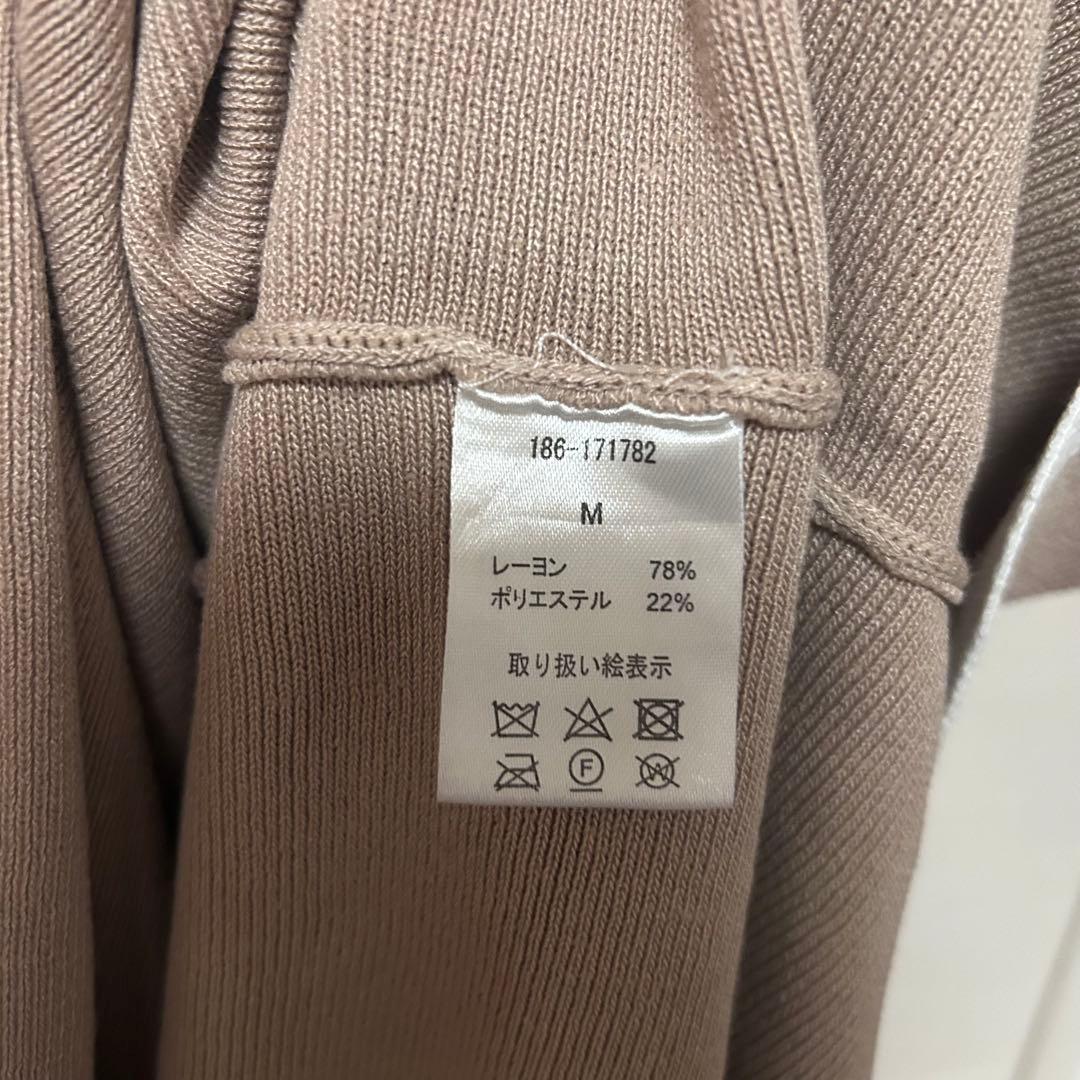 186-171782
M
レーヨン 78%
ポリエステル 22%
取り扱い絵表示
F
W